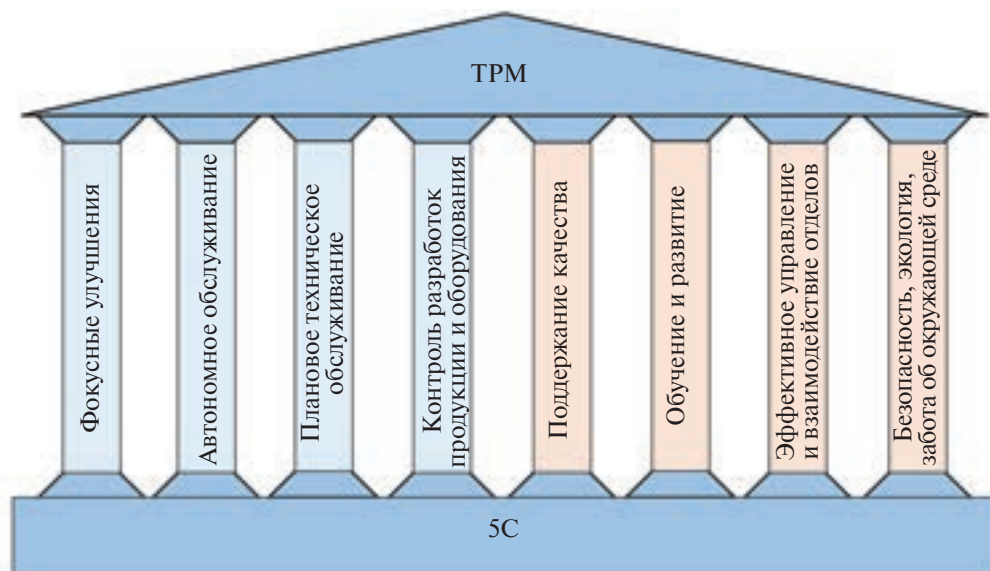 ТРМ
Фокусные улучшения
Автономное обслуживание
Плановое техническое
обслуживание
Контроль разработок
продукции и оборудования
Поддержание качества
Обучение и развитие
Эффективное управление
и взаимодействие отделов
Безопасность, экология,
забота об окружающей среде
5С